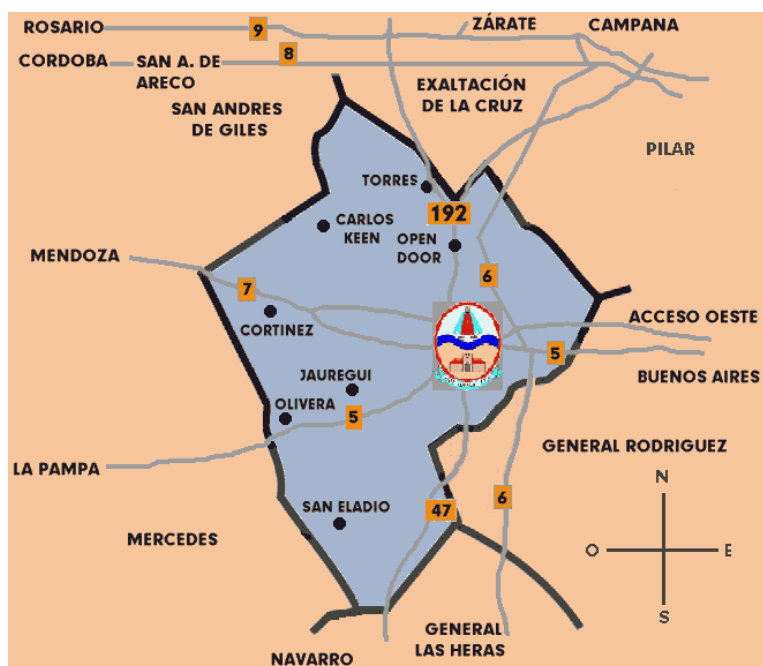 ROSARIO
9
ZÁRATE
CAMPANA
CORDOBA
SAN A. DE
ARECO
8
EXALTACIÓN
DE LA CRUZ
SAN ANDRES
DE GILES
PILAR
TORRES
192
CARLOS
KEEN
OPEN
DOOR
MENDOZA
6
7
CORTINEZ
ACCESO OESTE
5
BUENOS AIRES
JAUREGUI
OLIVERA
5
GENERAL RODRIGUEZ
LA PAMPA
N
SAN ELADIO
47
6
MERCEDES
O
E
S
GENERAL
LAS HERAS
NAVARRO